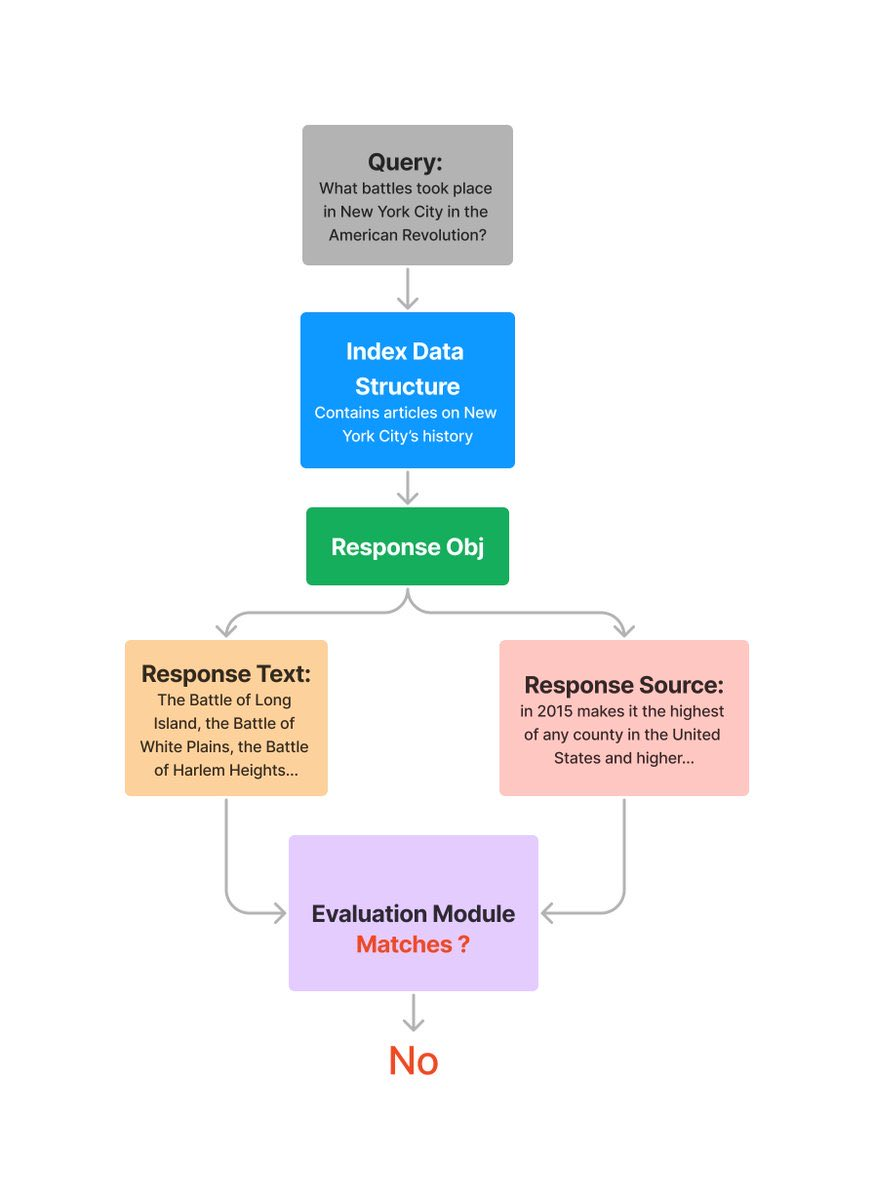 Query:
What battles took place
in New York City in the
American Revolution?
Index Data
Structure
Contains articles on New
York City’s history
Response Obj
Response Text:
The Battle of Long
Island, the Battle of
White Plains, the Battle
of Harlem Heights...
Response Source:
in 2015 makes it the highest
of any county in the United
States and higher...
Evaluation Module
Matches ?
No